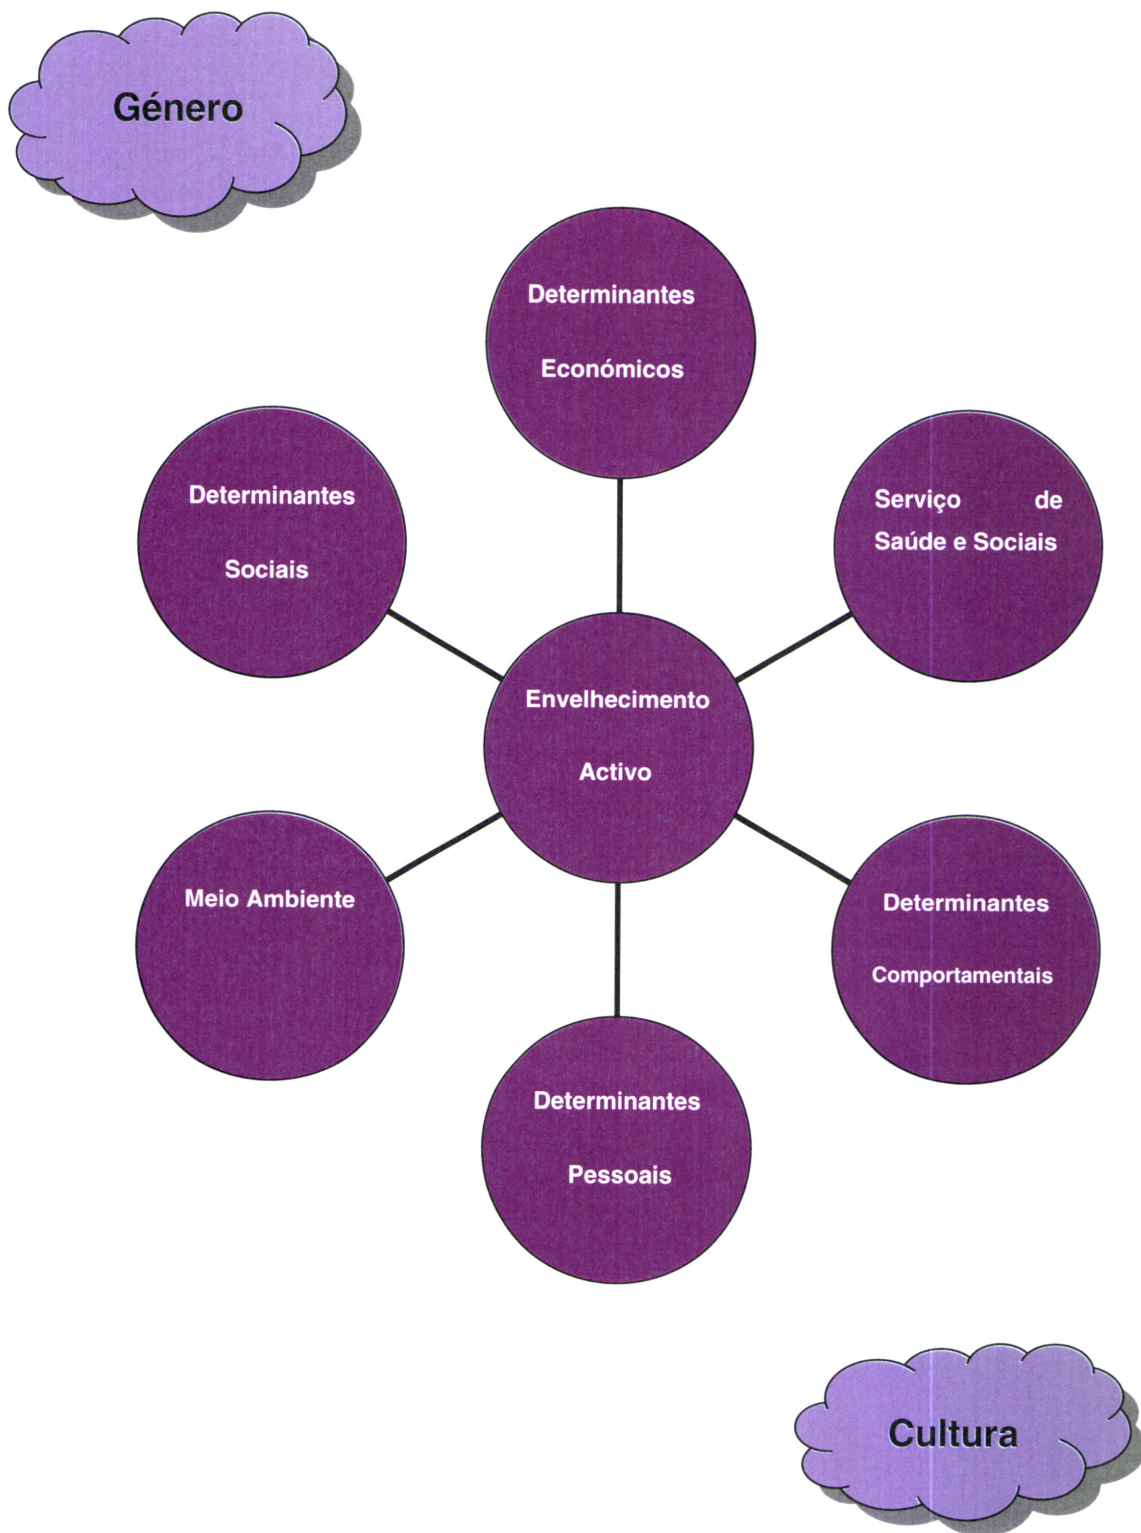 Género
Determinantes
Económicos
Determinantes
Sociais
Serviço de
Saúde e Sociais
Envelhecimento
Activo
Meio Ambiente
Determinantes
Comportamentais
Determinantes
Pessoais
Cultura